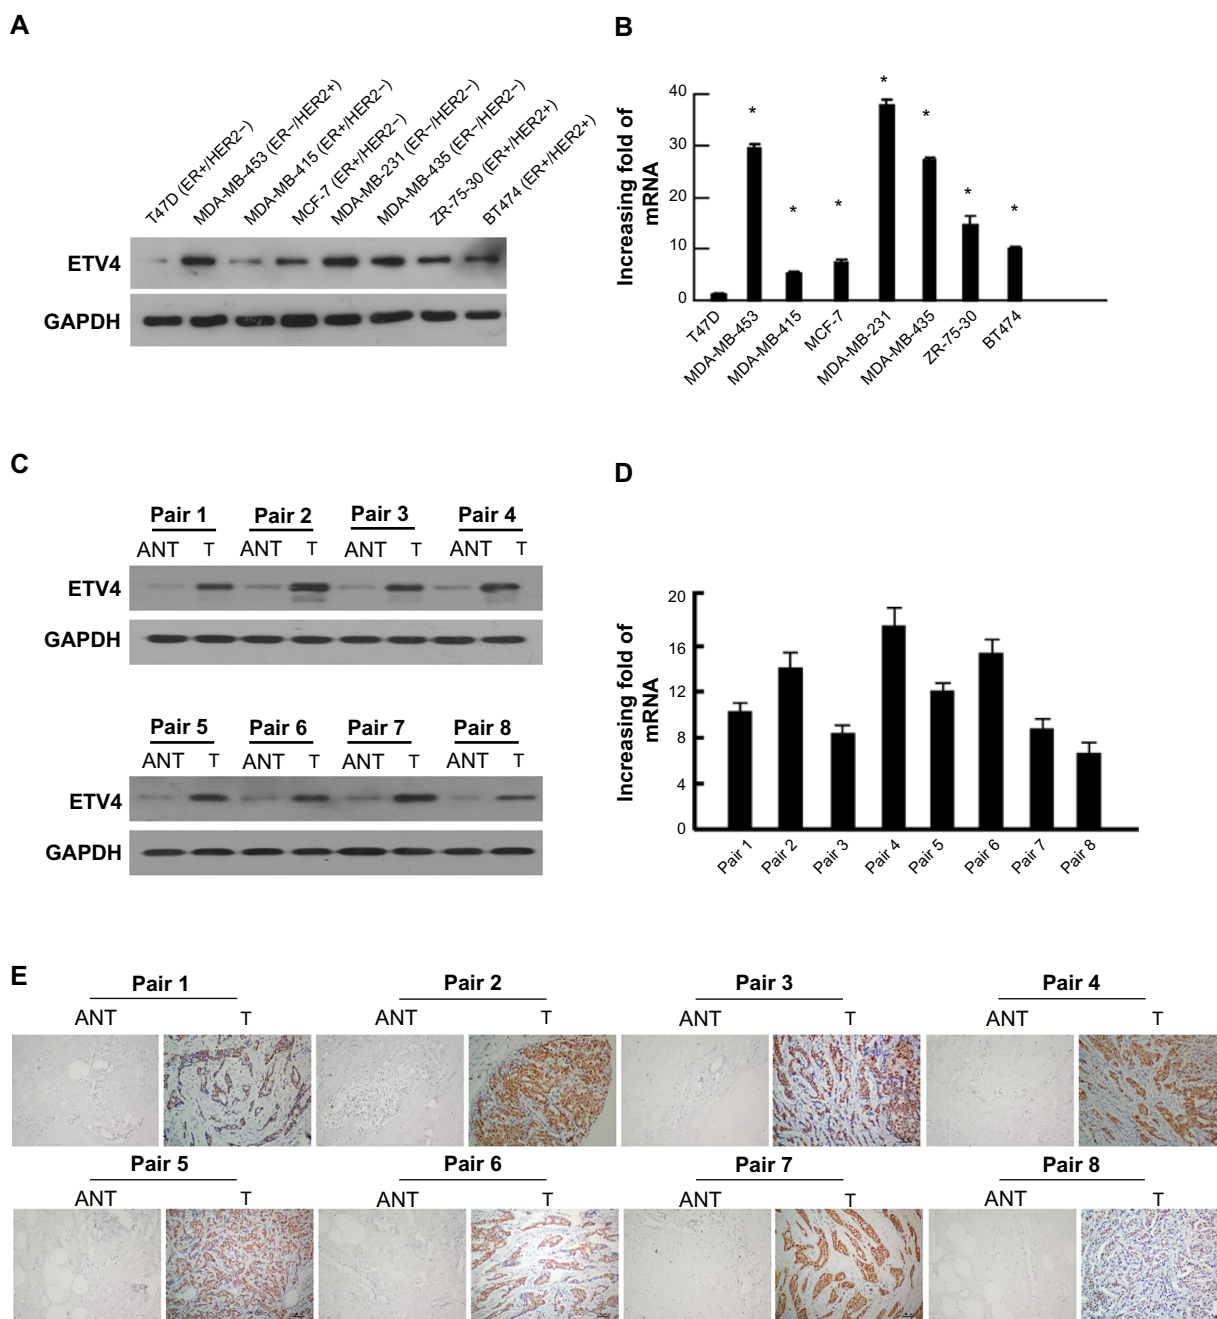 A
T47D (ER+/HER2−)
MDA-MB-453 (ER−/HER2+)
MDA-MB-415 (ER+/HER2−)
MCF-7 (ER+/HER2−)
MDA-MB-231 (ER−/HER2−)
MDA-MB-435 (ER−/HER2−)
ZR-75-30 (ER+/HER2+)
BT474 (ER+/HER2+)
ETV4
GAPDH
B
Increasing fold of
mRNA
40
30
20
10
0
* * * * * * *
T47D
MDA-MB-453
MDA-MB-415
MCF-7
MDA-MB-231
MDA-MB-435
ZR-75-30
BT474
C
Pair 1 Pair 2 Pair 3 Pair 4
ANT T ANT T ANT T ANT T
ETV4
GAPDH
Pair 5 Pair 6 Pair 7 Pair 8
ANT T ANT T ANT T ANT T
ETV4
GAPDH
D
Increasing fold of
mRNA
20
16
12
8
4
0
Pair 1
Pair 2
Pair 3
Pair 4
Pair 5
Pair 6
Pair 7
Pair 8
E
Pair 1 Pair 2 Pair 3 Pair 4
ANT T ANT T ANT T ANT T
Pair 5 Pair 6 Pair 7 Pair 8
ANT T ANT T ANT T ANT T